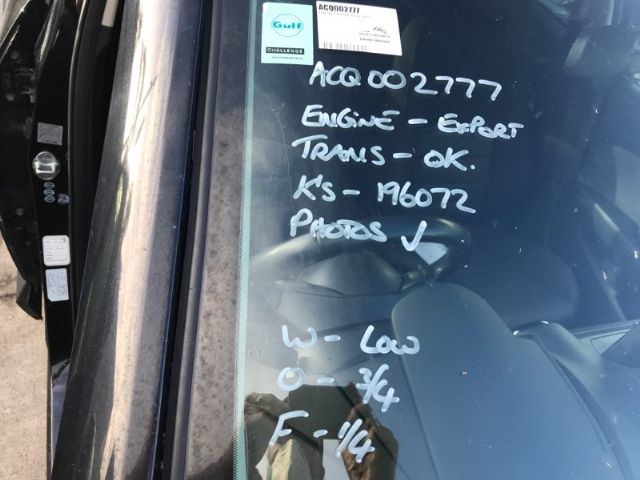 Gulf
CHALLENGE
ACQ002777
ACQ002777
ENGINE - EXPORT
TRANS - OK.
K'S - 196072
PHOTOS ✓
W - LOW
O - 3/4
F - 1/4